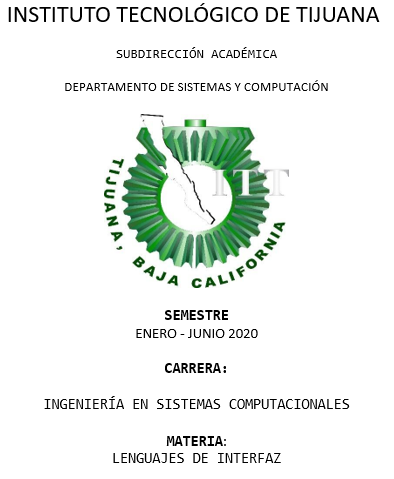 INSTITUTO TECNOLÓGICO DE TIJUANA
SUBDIRECCIÓN ACADÉMICA
DEPARTAMENTO DE SISTEMAS Y COMPUTACIÓN
ITT
TIJUANA, BAJA CALIFORNIA
SEMESTRE
ENERO - JUNIO 2020
CARRERA:
INGENIERÍA EN SISTEMAS COMPUTACIONALES
MATERIA:
LENGUAJES DE INTERFAZ